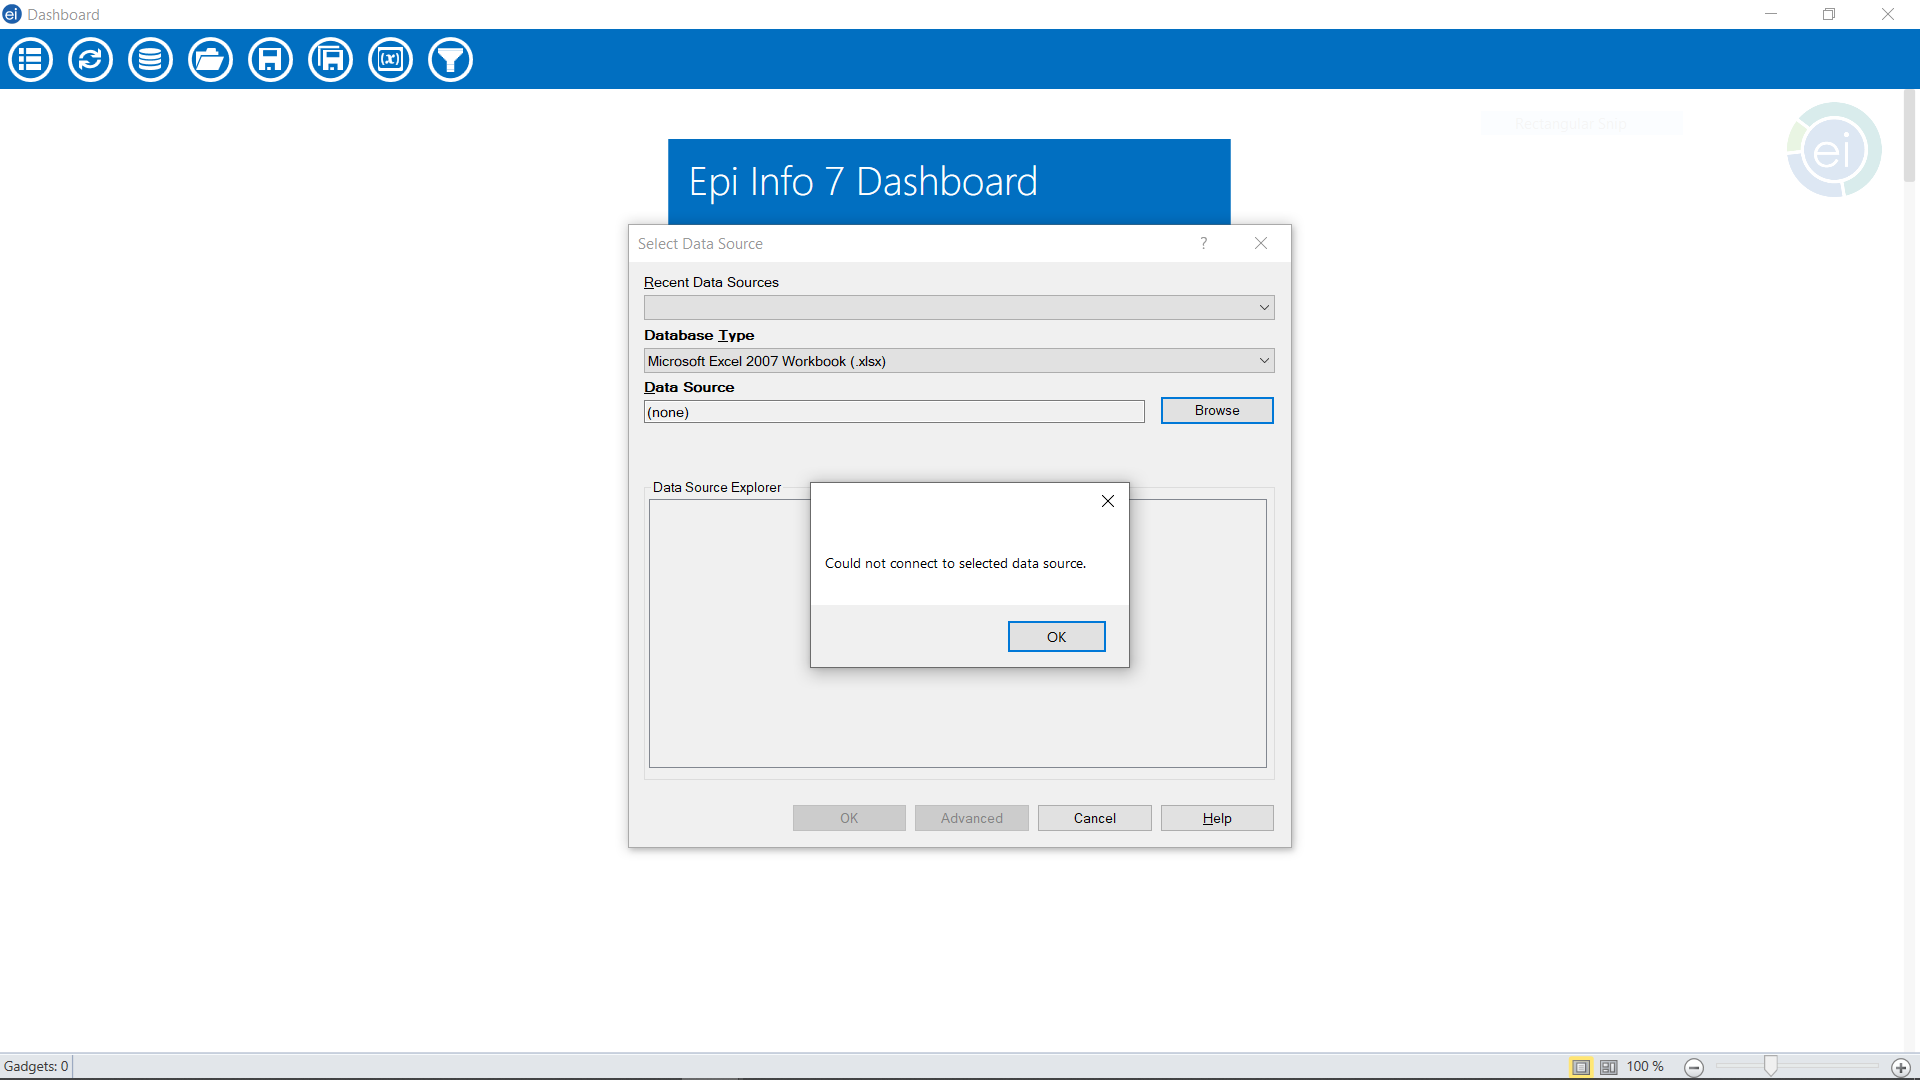 ei Dashboard
Rectangular Snip
ei
Epi Info 7 Dashboard
Select Data Source
?
Recent Data Sources
Database Type
Microsoft Excel 2007 Workbook (.xlsx)
Data Source
(none)
Browse
Data Source Explorer
Could not connect to selected data source.
OK
OK
Advanced
Cancel
Help
Gadgets: 0
100 %